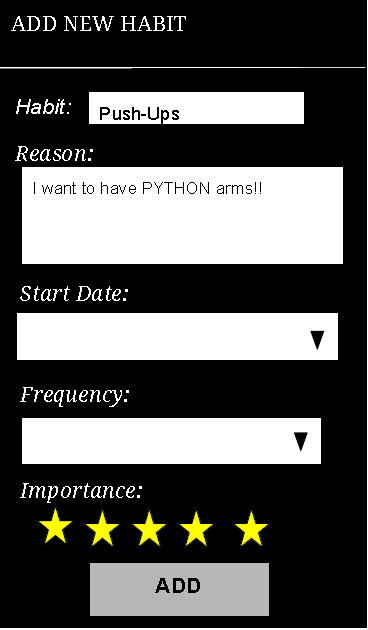 ADD NEW HABIT
Habit: Push-Ups
Reason:
I want to have PYTHON arms!!
Start Date:
Frequency:
Importance:
ADD